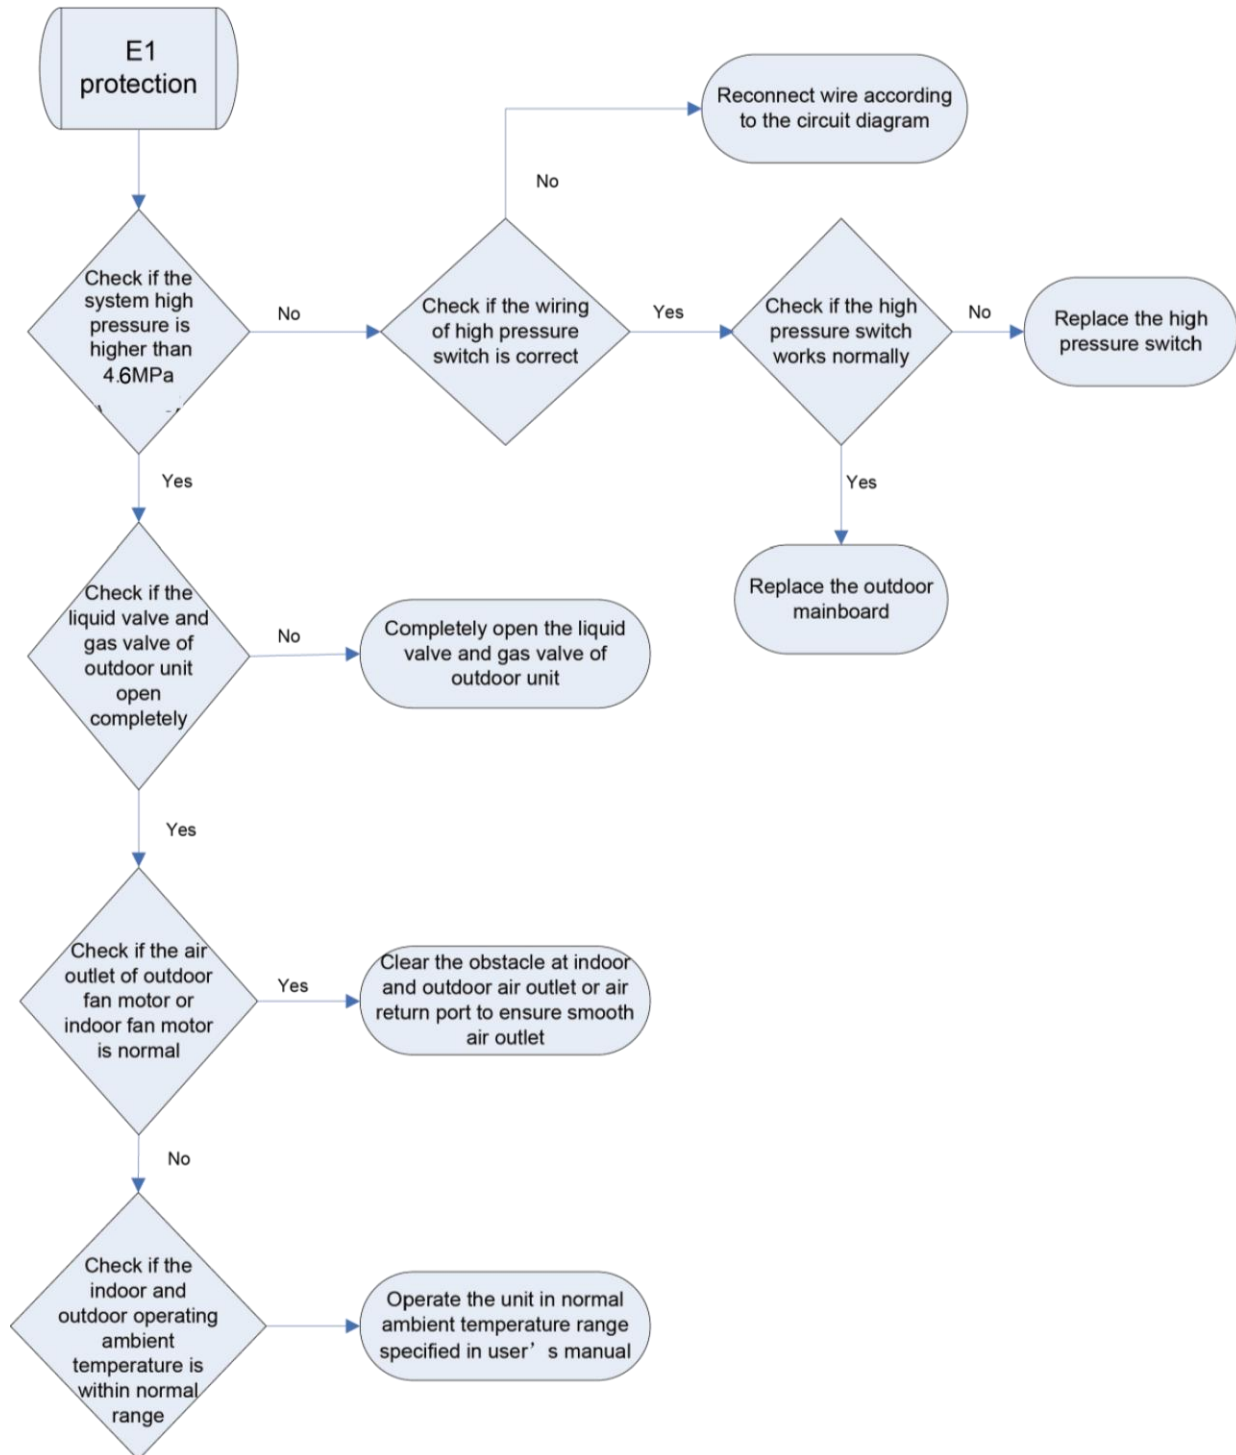 E1
protection
Reconnect wire according
to the circuit diagram
No
Check if the
system high
pressure is
higher than
4.6MPa
No
Check if the wiring
of high pressure
switch is correct
Yes
Check if the high
pressure switch
works normally
No
Replace the high
pressure switch
Yes
Yes
Replace the outdoor
mainboard
Check if the
liquid valve and
gas valve of
outdoor unit
open
completely
No
Completely open the liquid
valve and gas valve of
outdoor unit
Yes
Check if the air
outlet of outdoor
fan motor or
indoor fan motor
is normal
Yes
Clear the obstacle at indoor
and outdoor air outlet or air
return port to ensure smooth
air outlet
No
Check if the
indoor and
outdoor operating
ambient
temperature is
within normal
range
Operate the unit in normal
ambient temperature range
specified in user’ s manual